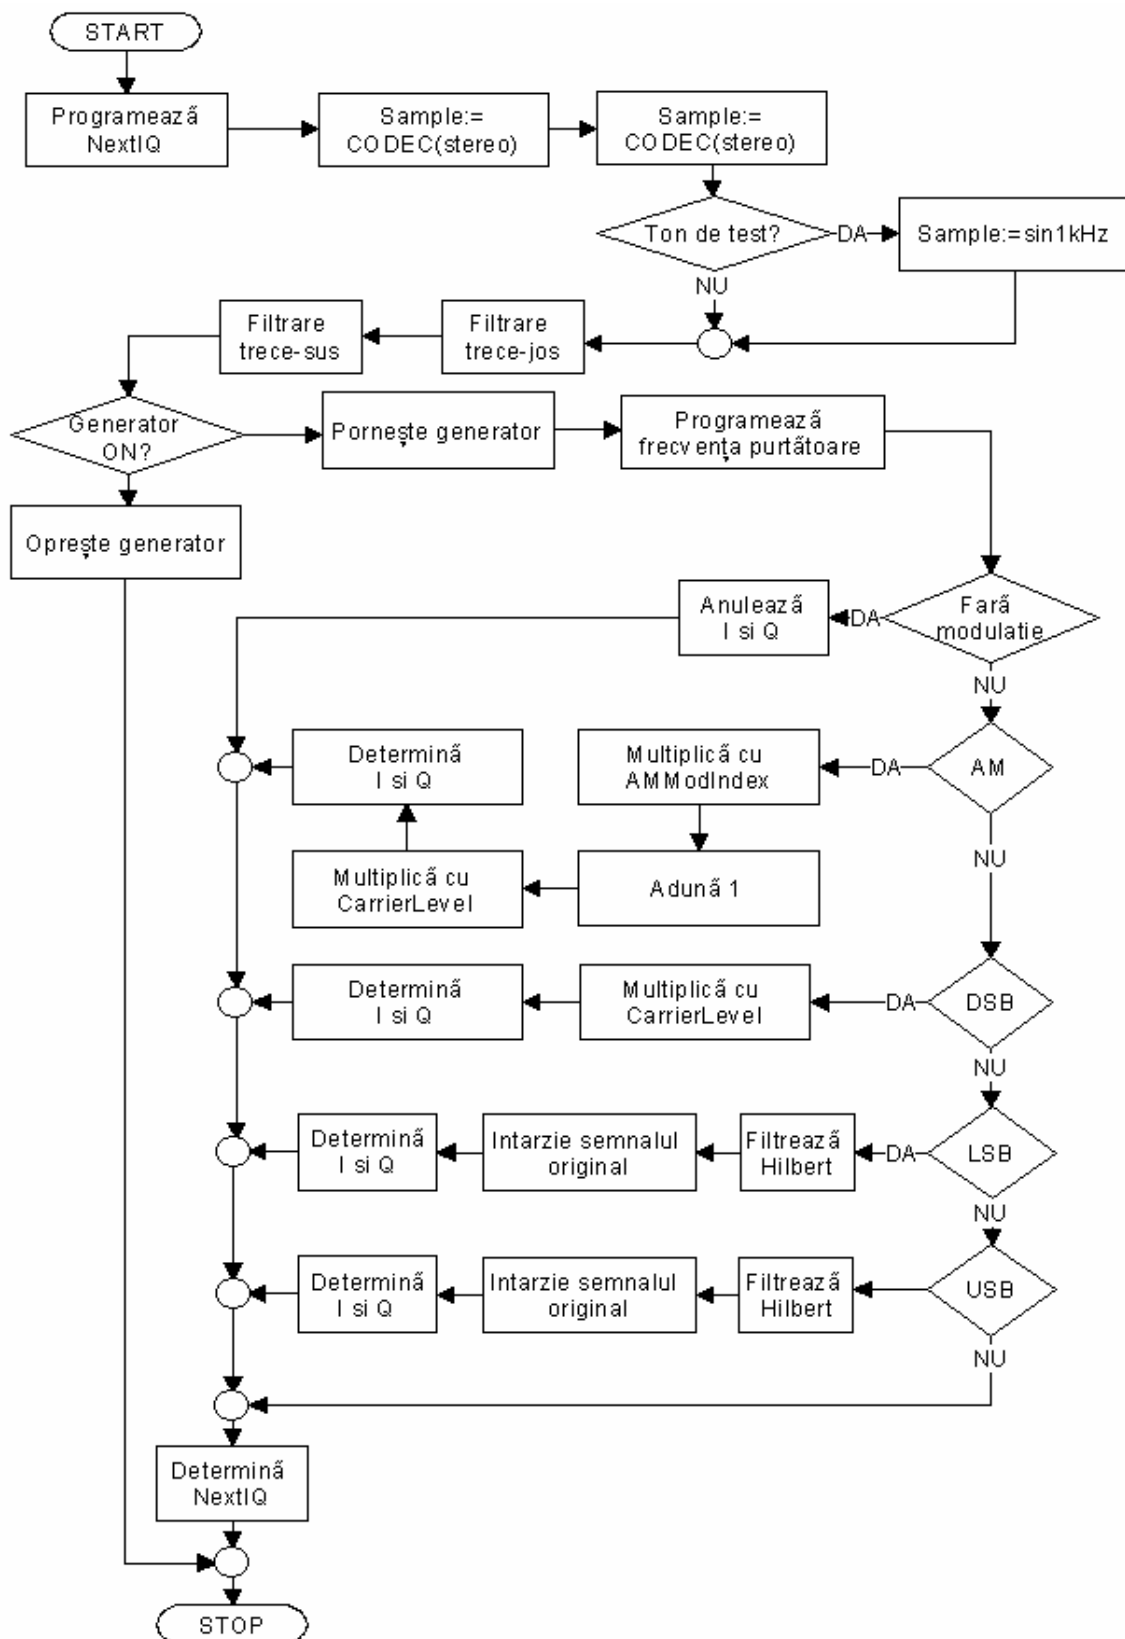 START
Programează
NextIQ
Sample:=
CODEC(stereo)
Sample:=
CODEC(stereo)
Ton de test?
DA
Sample:=sin1kHz
NU
Filtrare
trece-jos
Filtrare
trece-sus
Generator
ON?
Pornește generator
Programează
frecvența purtătoare
Oprește generator
Fară
modulatie
DA
Anulează
I si Q
NU
AM
DA
Multiplică cu
AMModIndex
Determină
I si Q
Adună 1
Multiplică cu
CarrierLevel
NU
DSB
DA
Multiplică cu
CarrierLevel
Determină
I si Q
NU
LSB
DA
Filtrează
Hilbert
Intarzie semnalul
original
Determină
I si Q
NU
USB
Filtrează
Hilbert
Intarzie semnalul
original
Determină
I si Q
NU
Determină
NextIQ
STOP